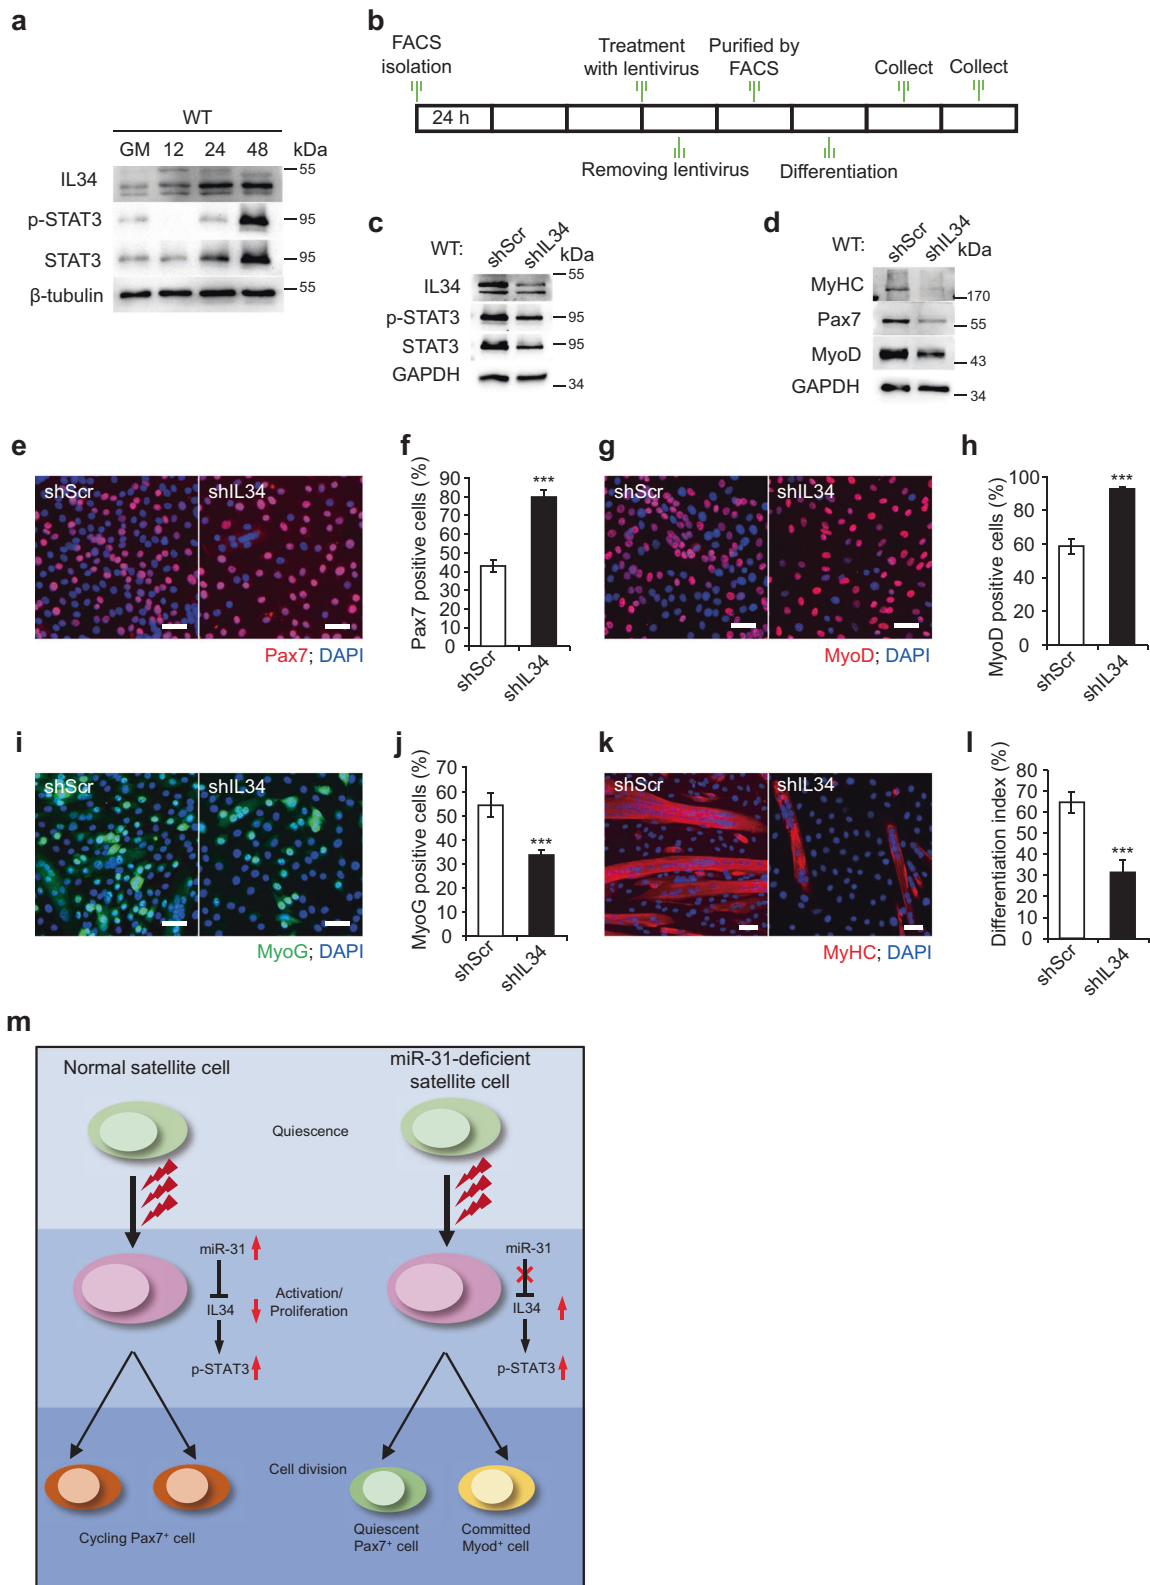 a
WT
GM 12 24 48 kDa
IL34
55
p-STAT3
95
STAT3
95
β-tubulin
55
b
FACS
isolation
Treatment
with lentivirus
Purified by
FACS
Collect
Collect
24 h
Removing lentivirus
Differentiation
c
WT:
shScr
shIL34
kDa
IL34
55
p-STAT3
95
STAT3
95
GAPDH
34
d
WT:
shScr
shIL34
kDa
MyHC
170
Pax7
55
MyoD
43
GAPDH
34
e
shScr
shIL34
Pax7; DAPI
f
Pax7 positive cells (%)
90
80
70
60
50
40
30
20
10
0
***
shScr
shIL34
g
shScr
shIL34
MyoD; DAPI
h
MyoD positive cells (%)
100
80
60
40
20
0
***
shScr
shIL34
i
shScr
shIL34
MyoG; DAPI
j
MyoG positive cells (%)
70
60
50
40
30
20
10
0
***
shScr
shIL34
k
shScr
shIL34
MyHC; DAPI
l
Differentiation index (%)
80
70
60
50
40
30
20
10
0
***
shScr
shIL34
m
Normal satellite cell
miR-31-deficient
satellite cell
Quiescence
miR-31
IL34
p-STAT3
Activation/
Proliferation
miR-31
IL34
p-STAT3
Cell division
Cycling Pax7⁺ cell
Quiescent
Pax7⁺ cell
Committed
Myod⁺ cell